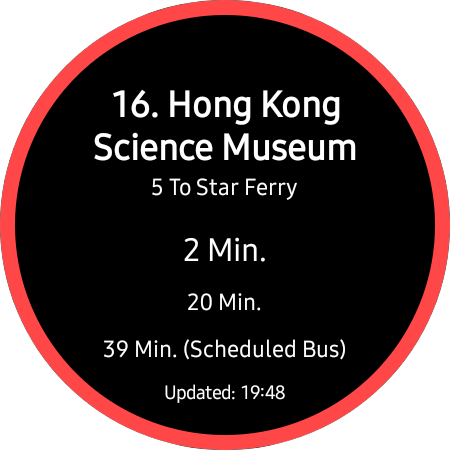 16. Hong Kong
Science Museum
5 To Star Ferry
2 Min.
20 Min.
39 Min. (Scheduled Bus)
Updated: 19:48